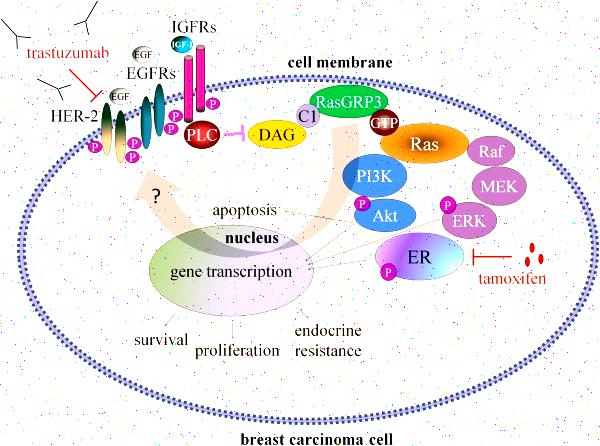 IGFRs
IGF-1
trastuzumab
EGF
EGFRs
cell membrane
EGF
HER-2
P
P
P
P
P
P
PLC
DAG
C1
RasGRP3
GTP
Ras
Raf
PI3K
MEK
?
P
Akt
P
ERK
apoptosis
nucleus
gene transcription
ER
P
tamoxifen
survival
proliferation
endocrine
resistance
breast carcinoma cell